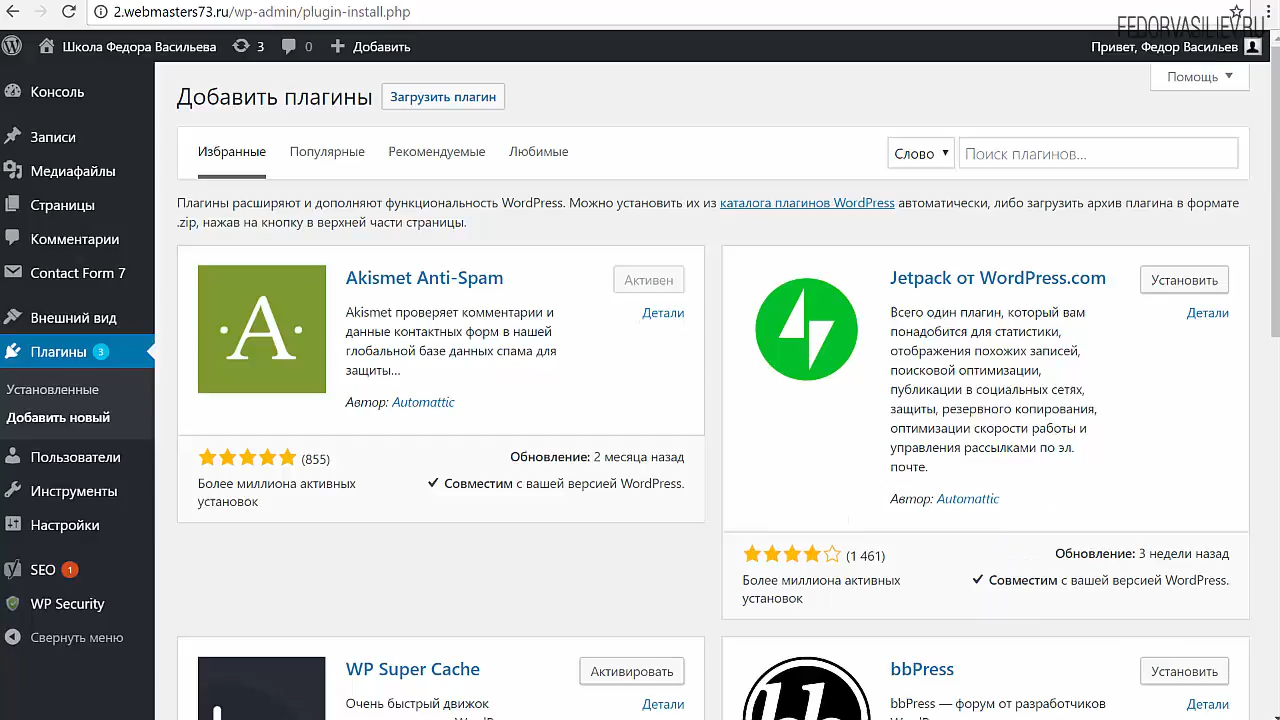 2.webmasters73.ru/wp-admin/plugin-install.php
FEDORVASILIEV.RU
Школа Федора Васильева 3 0 Добавить
Привет, Федор Васильев
Консоль
Записи
Медиафайлы
Страницы
Комментарии
Contact Form 7
Внешний вид
Плагины 3
Установленные
Добавить новый
Пользователи
Инструменты
Настройки
SEO 1
WP Security
Свернуть меню
Помощь
Добавить плагины Загрузить плагин
Избранные Популярные Рекомендуемые Любимые Слово Поиск плагинов...
Плагины расширяют и дополняют функциональность WordPress. Можно установить их из каталога плагинов WordPress автоматически, либо загрузить архив плагина в формате
.zip, нажав на кнопку в верхней части страницы.
·A·
Akismet Anti-Spam
Активен
Детали
Akismet проверяет комментарии и
данные контактных форм в нашей
глобальной базе данных спама для
защиты...
Автор: Automattic
(855)
Более миллиона активных
установок
Обновление: 2 месяца назад
Совместим с вашей версией WordPress.
Jetpack от WordPress.com
Установить
Детали
Всего один плагин, который вам
понадобится для статистики,
отображения похожих записей,
поисковой оптимизации,
публикации в социальных сетях,
защиты, резервного копирования,
оптимизации скорости работы и
управления рассылками по эл.
почте.
Автор: Automattic
(1 461)
Более миллиона активных
установок
Обновление: 3 недели назад
Совместим с вашей версией WordPress.
WP Super Cache
Активировать
Детали
Очень быстрый движок
bbPress
Установить
Детали
bbPress — форум от разработчиков